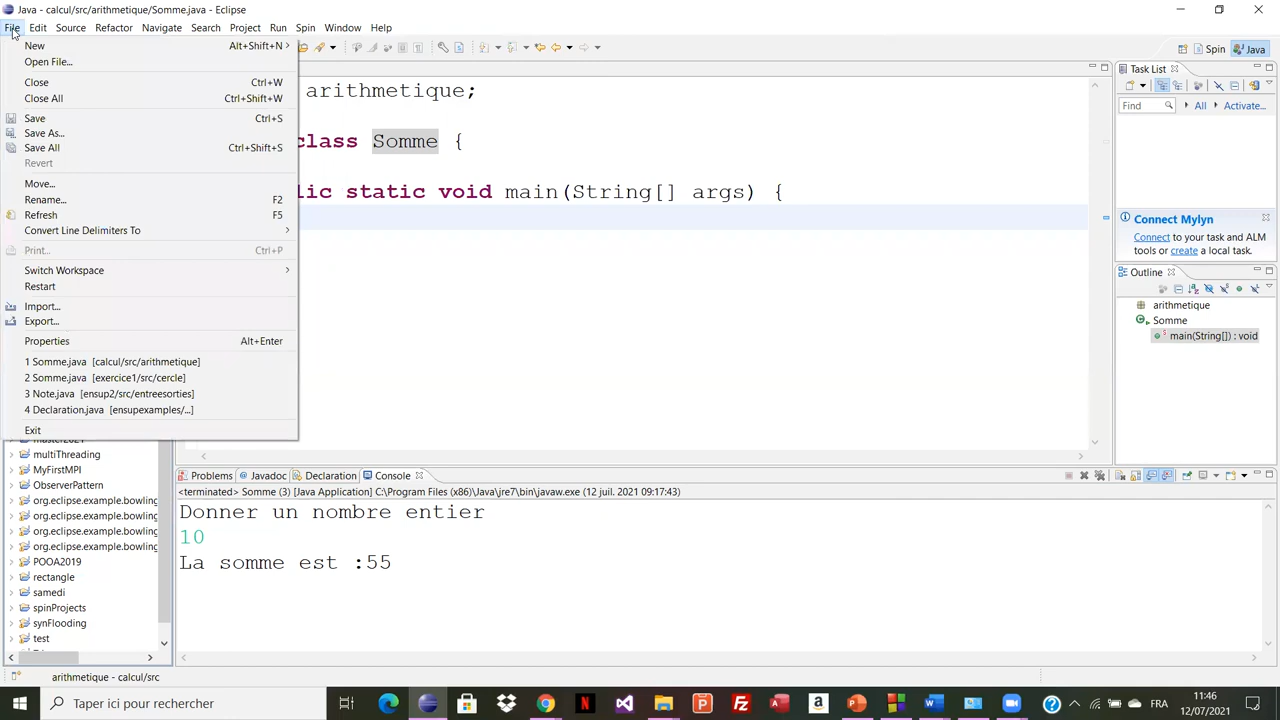 Java - calcul/src/arithmetique/Somme.java - Eclipse
File Edit Source Refactor Navigate Search Project Run Spin Window Help
Spin Java
New Alt+Shift+N
Open File...
Close Ctrl+W
Close All Ctrl+Shift+W
Save Ctrl+S
Save As...
Save All Ctrl+Shift+S
Revert
Move...
Rename... F2
Refresh F5
Convert Line Delimiters To
Print... Ctrl+P
Switch Workspace
Restart
Import...
Export...
Properties Alt+Enter
1 Somme.java [calcul/src/arithmetique]
2 Somme.java [exercice1/src/cercle]
3 Note.java [ensup2/src/entreesorties]
4 Declaration.java [ensupexamples/...]
Exit
arithmetique;
class Somme {
lic static void main(String[] args) {
Task List
Find All Activate...
Connect Mylyn
Connect to your task and ALM
tools or create a local task.
Outline
arithmetique
Somme
main(String[]) : void
master2021
multiThreading
MyFirstMPI
ObserverPattern
org.eclipse.example.bowling
org.eclipse.example.bowling
org.eclipse.example.bowling
org.eclipse.example.bowling
POOA2019
rectangle
samedi
spinProjects
synFlooding
test
Problems Javadoc Declaration Console
<terminated> Somme (3) [Java Application] C:\Program Files (x86)\Java\jre7\bin\javaw.exe (12 juil. 2021 09:17:43)
Donner un nombre entier
10
La somme est :55
arithmetique - calcul/src
Taper ici pour rechercher
FRA
11:46
12/07/2021